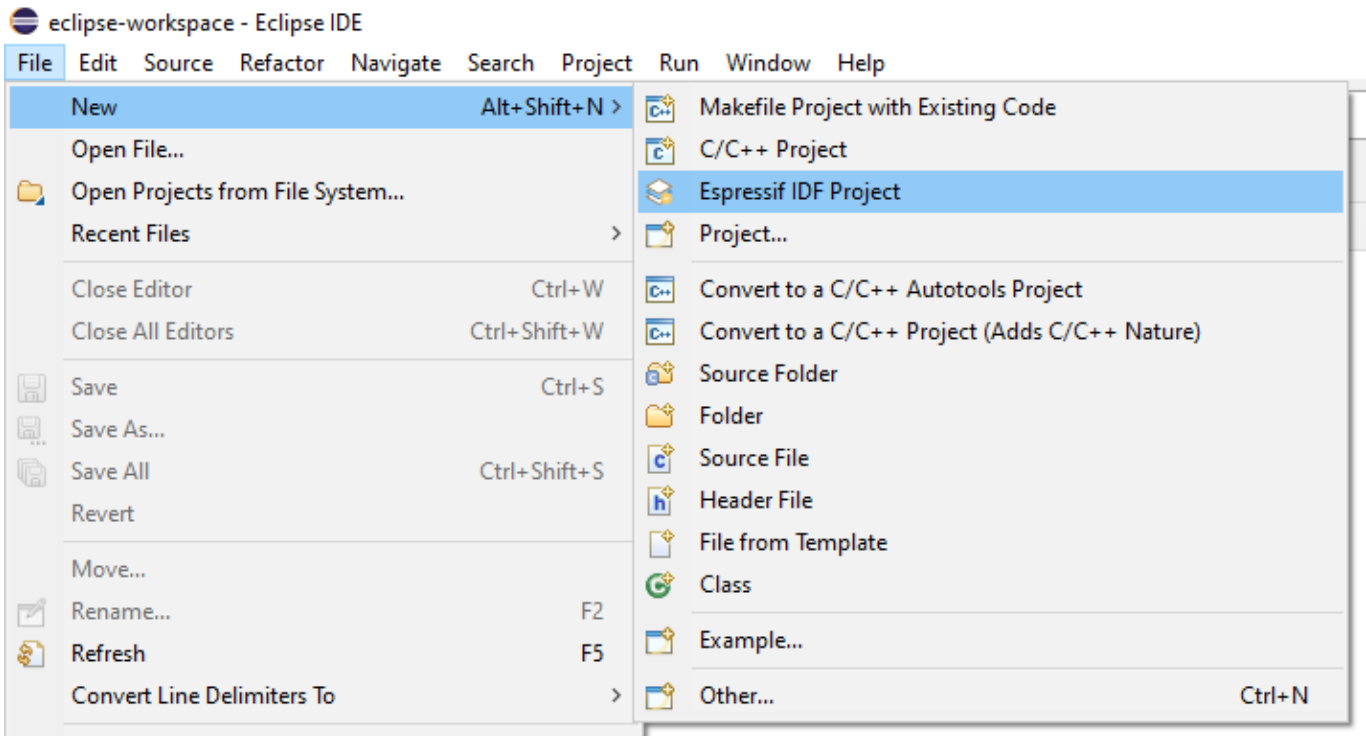 eclipse-workspace - Eclipse IDE
File Edit Source Refactor Navigate Search Project Run Window Help
New Alt+Shift+N >
Open File...
Open Projects from File System...
Recent Files >
Close Editor Ctrl+W
Close All Editors Ctrl+Shift+W
Save Ctrl+S
Save As...
Save All Ctrl+Shift+S
Revert
Move...
Rename... F2
Refresh F5
Convert Line Delimiters To >
Makefile Project with Existing Code
C/C++ Project
Espressif IDF Project
Project...
Convert to a C/C++ Autotools Project
Convert to a C/C++ Project (Adds C/C++ Nature)
Source Folder
Folder
Source File
Header File
File from Template
Class
Example...
Other... Ctrl+N